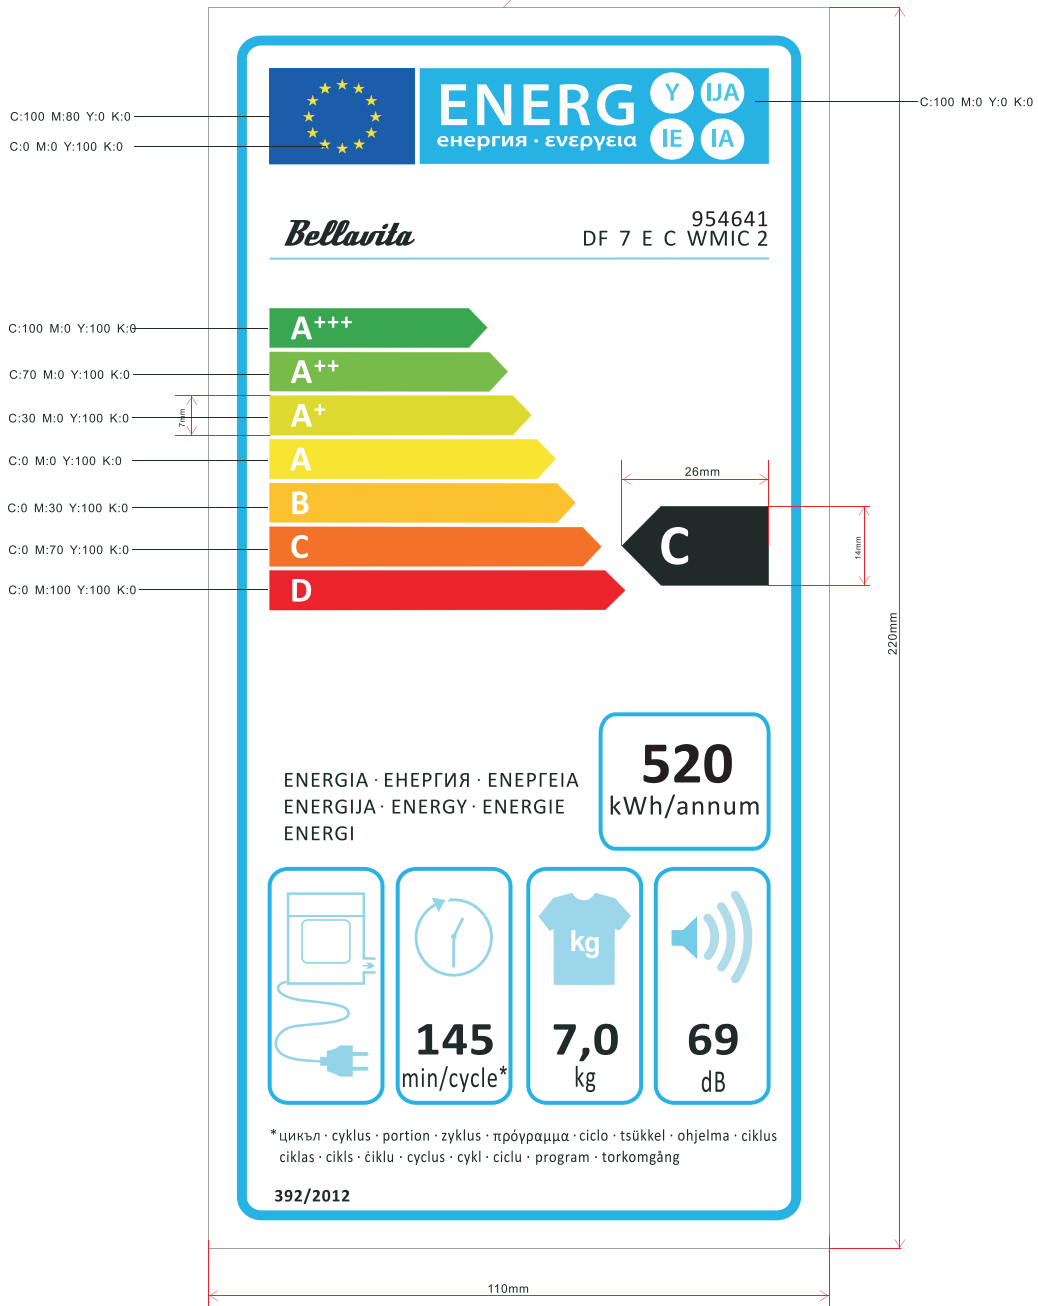 ENERG
енергия · ενεργεια
Y IJA
IE IA
C:100 M:0 Y:0 K:0
C:100 M:80 Y:0 K:0
C:0 M:0 Y:100 K:0
Bellavita
954641
DF 7 E C WMIC 2
C:100 M:0 Y:100 K:0
A+++
C:70 M:0 Y:100 K:0
A++
C:30 M:0 Y:100 K:0
7mm
A+
C:0 M:0 Y:100 K:0
A
26mm
C:0 M:30 Y:100 K:0
B
C:0 M:70 Y:100 K:0
C
C
14mm
C:0 M:100 Y:100 K:0
D
220mm
520
kWh/annum
ENERGIA · ЕНЕРГИЯ · ΕΝΕΡΓΕΙΑ
ENERGIJA · ENERGY · ENERGIE
ENERGI
kg
145
min/cycle*
7,0
kg
69
dB
* цикъл · cyklus · portion · zyklus · πρόγραμμα · ciclo · tsükkel · ohjelma · ciklus
ciklas · cikls · ċiklu · cyclus · cykl · ciclu · program · torkomgång
392/2012
110mm